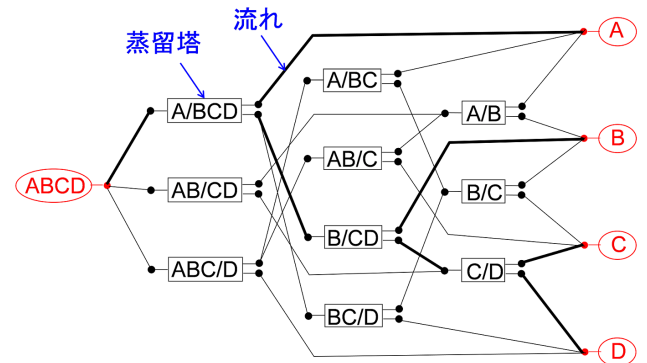 流れ
蒸留塔
A
A/BC
A/BCD
A/B
B
AB/C
ABCD
AB/CD
B/C
B/CD
C
ABC/D
C/D
BC/D
D